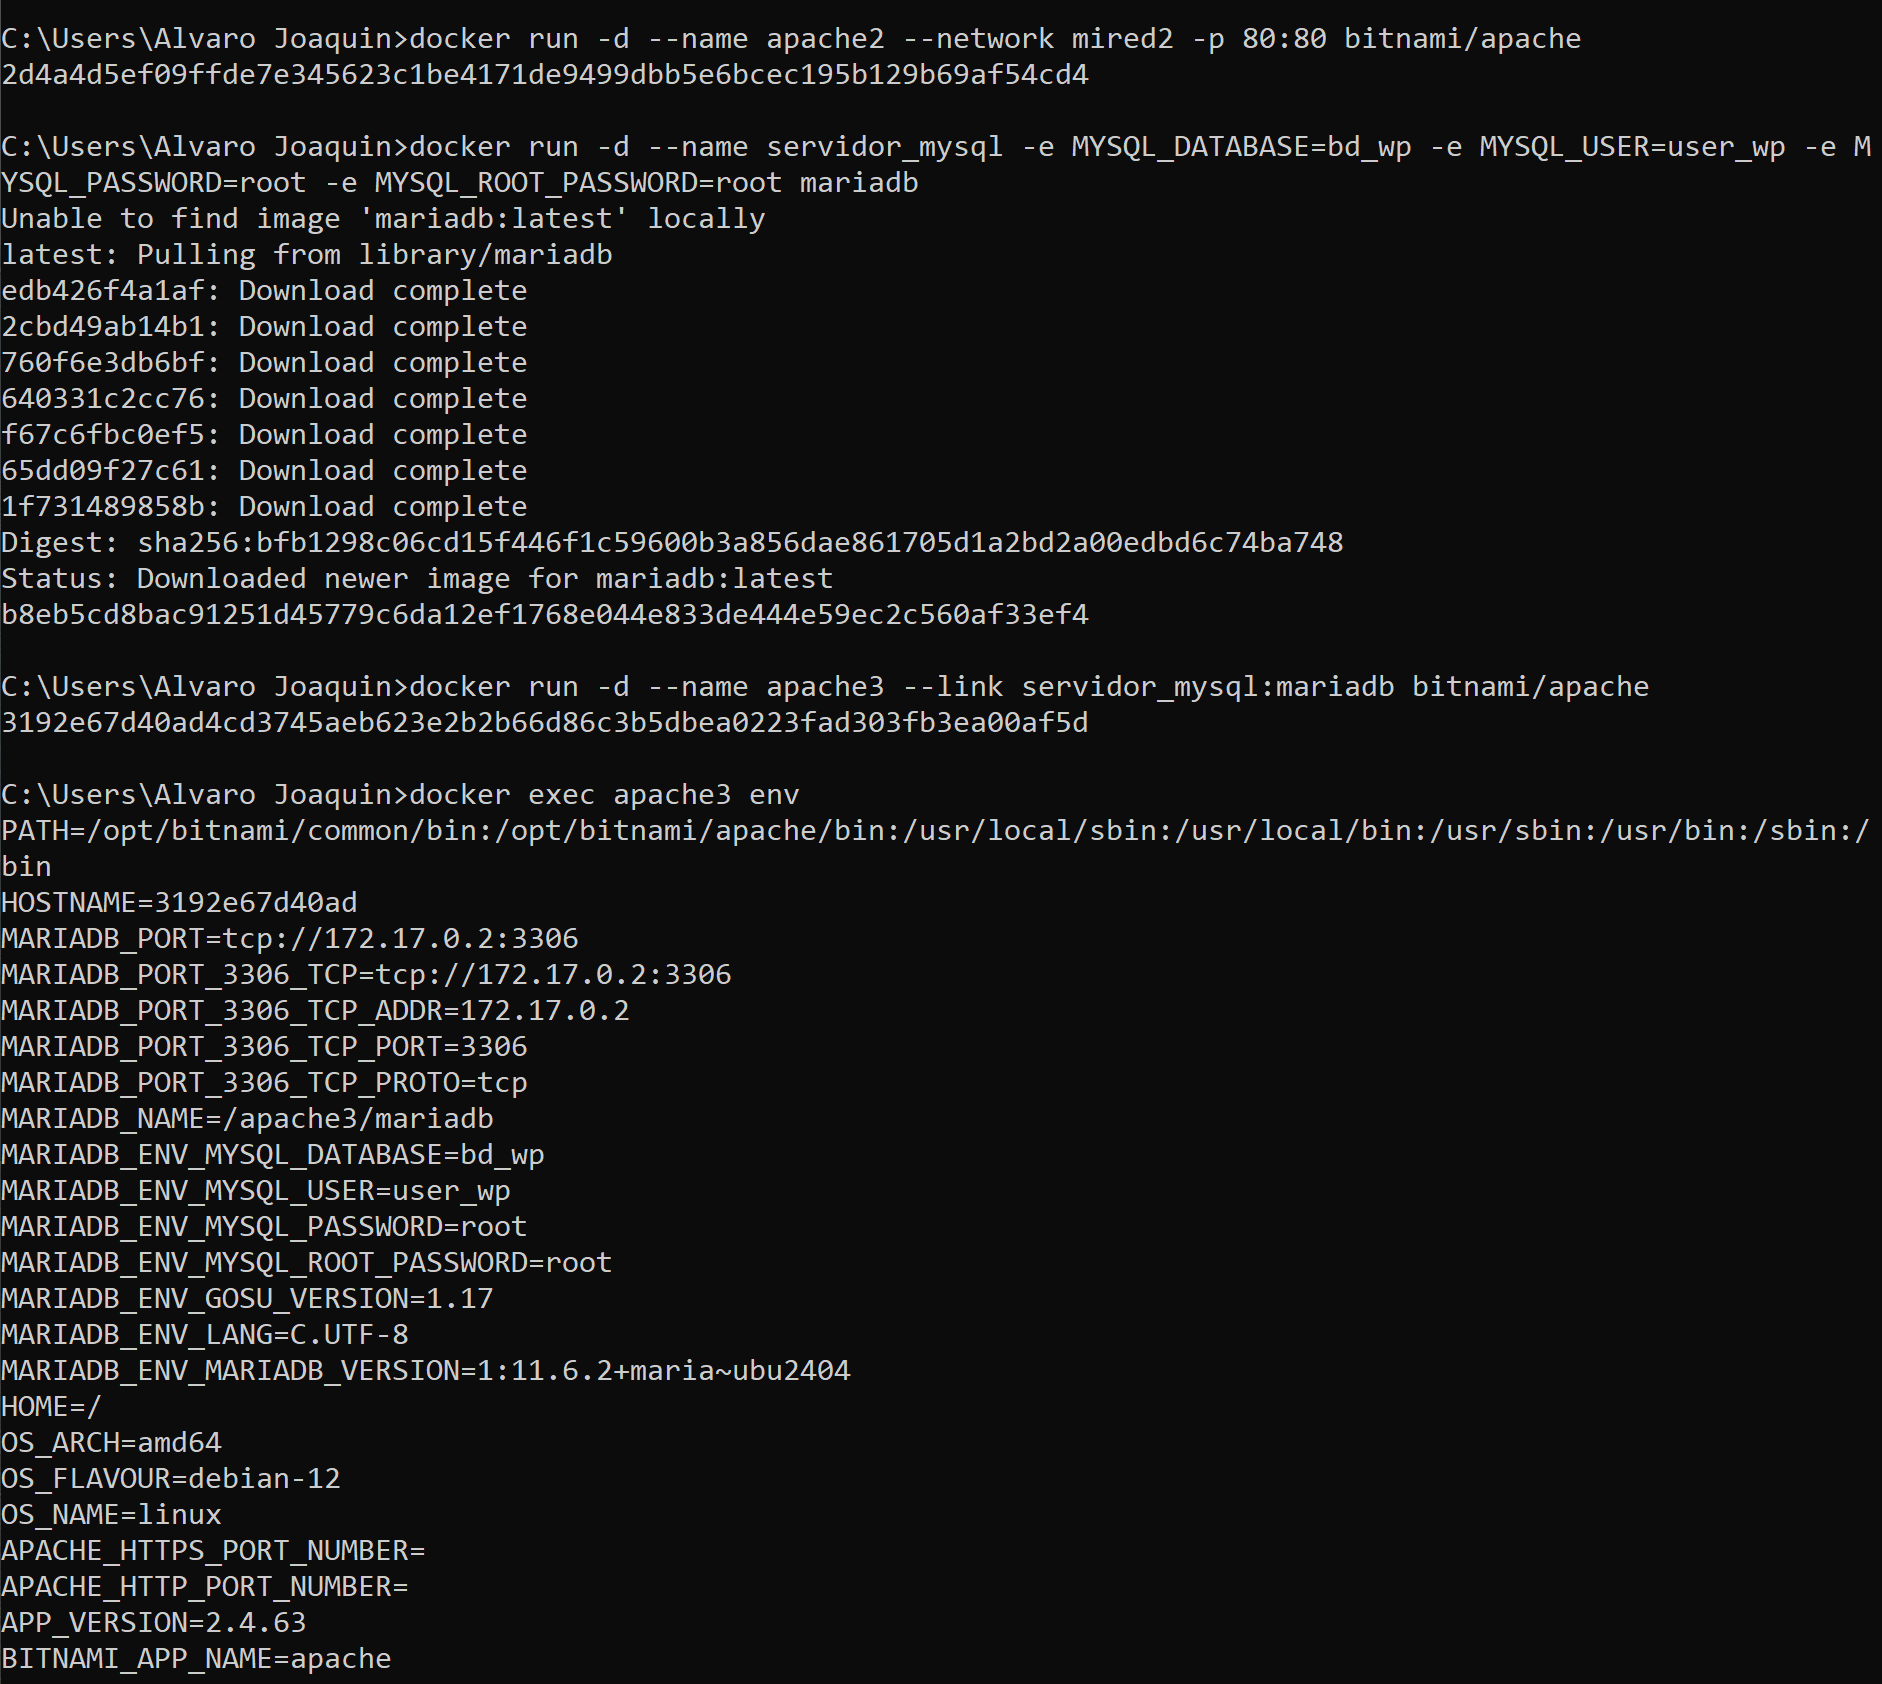 C:\Users\Alvaro Joaquin>docker run -d --name apache2 --network mired2 -p 80:80 bitnami/apache
2d4a4d5ef09ffde7e345623c1be4171de9499dbb5e6bcec195b129b69af54cd4
C:\Users\Alvaro Joaquin>docker run -d --name servidor_mysql -e MYSQL_DATABASE=bd_wp -e MYSQL_USER=user_wp -e M
YSQL_PASSWORD=root -e MYSQL_ROOT_PASSWORD=root mariadb
Unable to find image 'mariadb:latest' locally
latest: Pulling from library/mariadb
edb426f4a1af: Download complete
2cbd49ab14b1: Download complete
760f6e3db6bf: Download complete
640331c2cc76: Download complete
f67c6fbc0ef5: Download complete
65dd09f27c61: Download complete
1f731489858b: Download complete
Digest: sha256:bfb1298c06cd15f446f1c59600b3a856dae861705d1a2bd2a00edbd6c74ba748
Status: Downloaded newer image for mariadb:latest
b8eb5cd8bac91251d45779c6da12ef1768e044e833de444e59ec2c560af33ef4
C:\Users\Alvaro Joaquin>docker run -d --name apache3 --link servidor_mysql:mariadb bitnami/apache
3192e67d40ad4cd3745aeb623e2b2b66d86c3b5dbea0223fad303fb3ea00af5d
C:\Users\Alvaro Joaquin>docker exec apache3 env
PATH=/opt/bitnami/common/bin:/opt/bitnami/apache/bin:/usr/local/sbin:/usr/local/bin:/usr/sbin:/usr/bin:/sbin:/
bin
HOSTNAME=3192e67d40ad
MARIADB_PORT=tcp://172.17.0.2:3306
MARIADB_PORT_3306_TCP=tcp://172.17.0.2:3306
MARIADB_PORT_3306_TCP_ADDR=172.17.0.2
MARIADB_PORT_3306_TCP_PORT=3306
MARIADB_PORT_3306_TCP_PROTO=tcp
MARIADB_NAME=/apache3/mariadb
MARIADB_ENV_MYSQL_DATABASE=bd_wp
MARIADB_ENV_MYSQL_USER=user_wp
MARIADB_ENV_MYSQL_PASSWORD=root
MARIADB_ENV_MYSQL_ROOT_PASSWORD=root
MARIADB_ENV_GOSU_VERSION=1.17
MARIADB_ENV_LANG=C.UTF-8
MARIADB_ENV_MARIADB_VERSION=1:11.6.2+maria~ubu2404
HOME=/
OS_ARCH=amd64
OS_FLAVOUR=debian-12
OS_NAME=linux
APACHE_HTTPS_PORT_NUMBER=
APACHE_HTTP_PORT_NUMBER=
APP_VERSION=2.4.63
BITNAMI_APP_NAME=apache